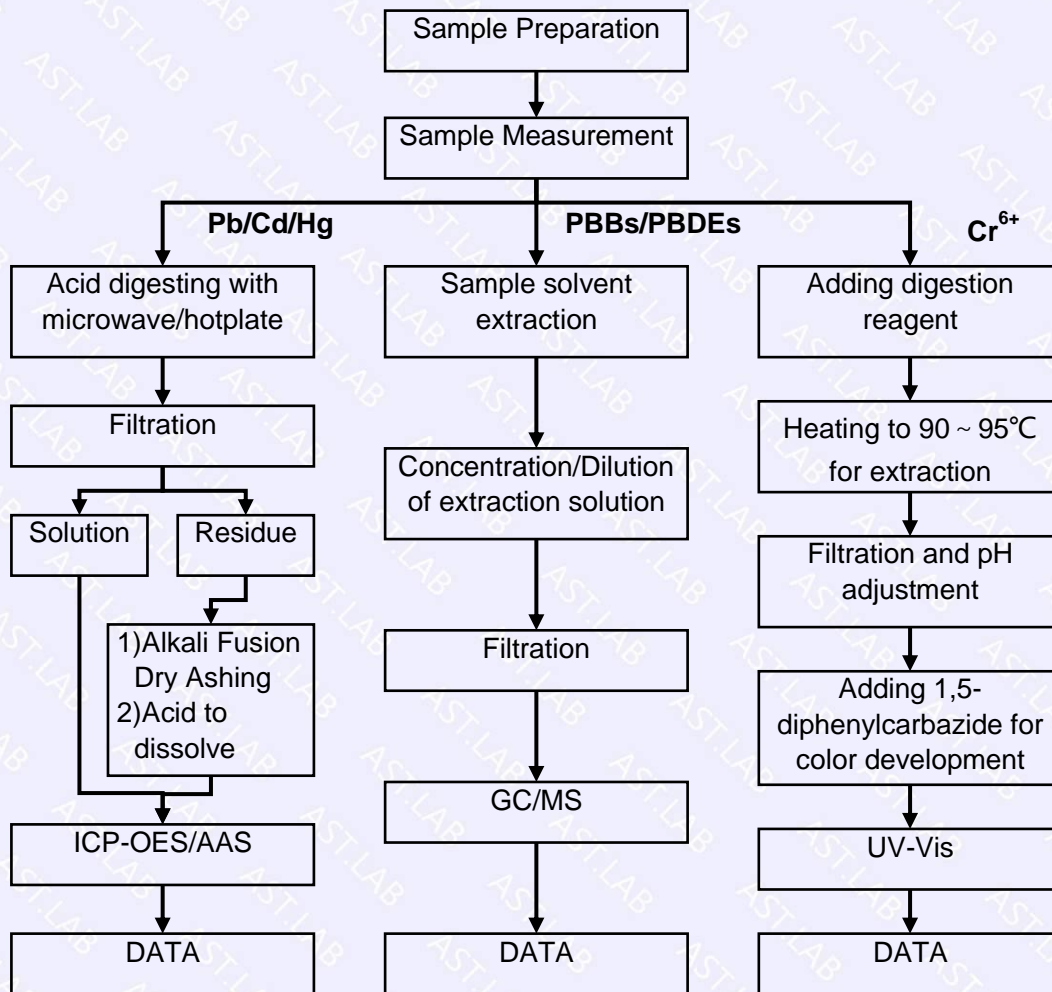 Sample Preparation
Sample Measurement
Pb/Cd/Hg
PBBs/PBDEs
Cr6+
Acid digesting with
microwave/hotplate
Filtration
Solution
Residue
1)Alkali Fusion
Dry Ashing
2)Acid to
dissolve
ICP-OES/AAS
DATA
Sample solvent
extraction
Concentration/Dilution
of extraction solution
Filtration
GC/MS
DATA
Adding digestion
reagent
Heating to 90 ~ 95℃
for extraction
Filtration and pH
adjustment
Adding 1,5-
diphenylcarbazide for
color development
UV-Vis
DATA
AST.LAB